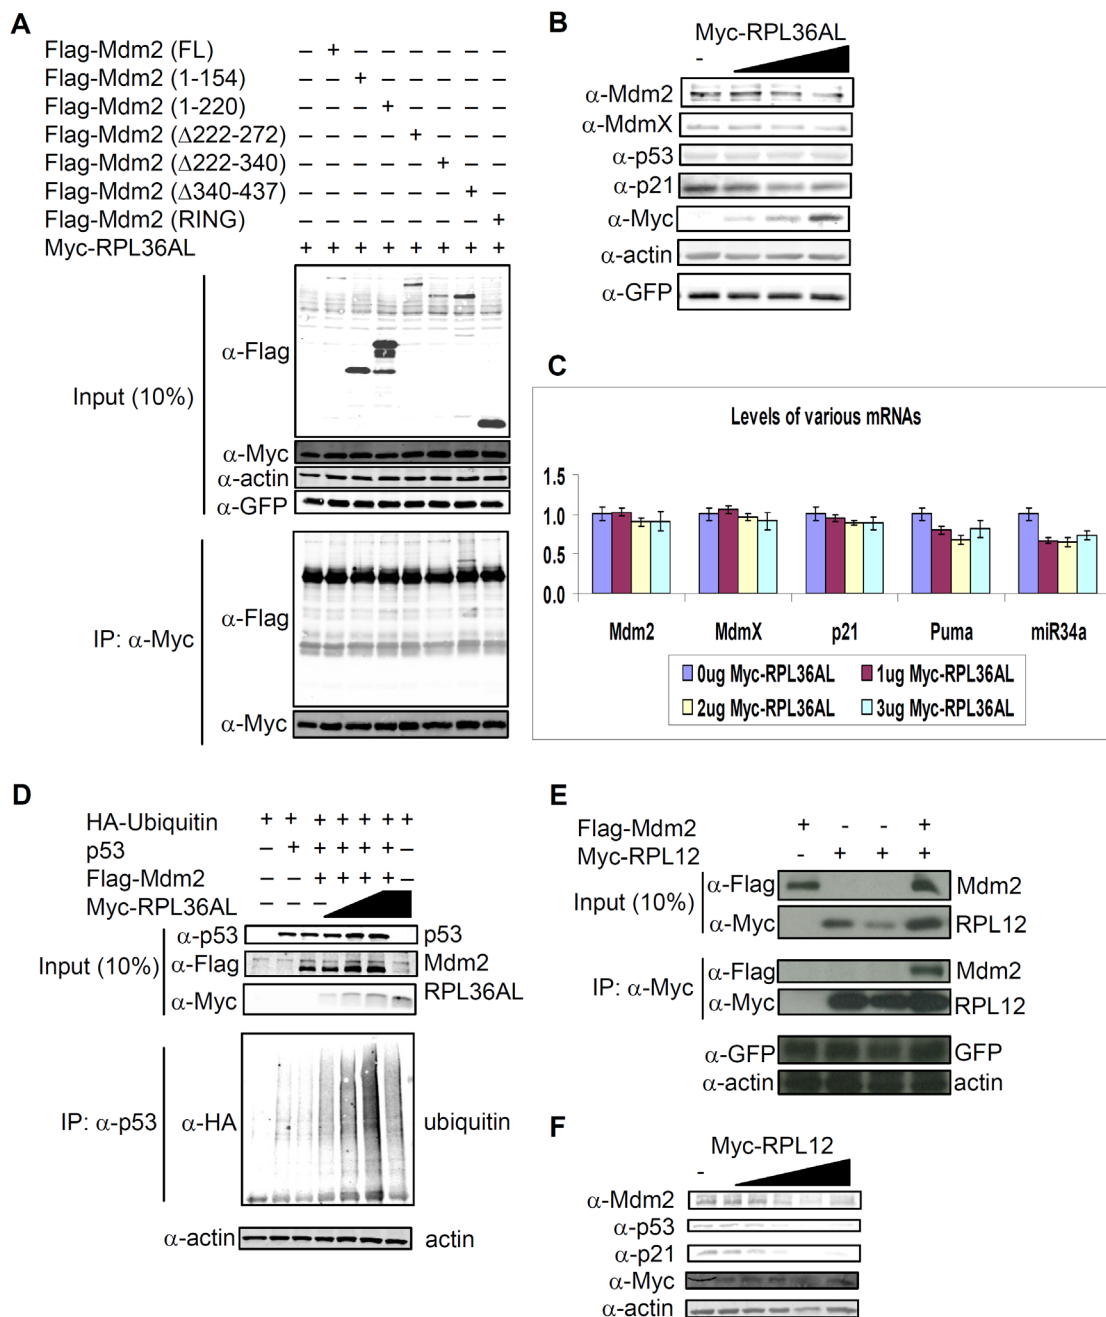 A
Flag-Mdm2 (FL) – + – – – – – –
Flag-Mdm2 (1-154) – – + – – – – –
Flag-Mdm2 (1-220) – – – + – – – –
Flag-Mdm2 (Δ222-272) – – – – + – – –
Flag-Mdm2 (Δ222-340) – – – – – + – –
Flag-Mdm2 (Δ340-437) – – – – – – + –
Flag-Mdm2 (RING) – – – – – – – +
Myc-RPL36AL + + + + + + + +
Input (10%)
α-Flag
α-Myc
α-actin
α-GFP
IP: α-Myc
α-Flag
α-Myc
B
Myc-RPL36AL
-
α-Mdm2
α-MdmX
α-p53
α-p21
α-Myc
α-actin
α-GFP
C
Levels of various mRNAs
1.5
1.0
0.5
0.0
Mdm2 MdmX p21 Puma miR34a
0ug Myc-RPL36AL 1ug Myc-RPL36AL
2ug Myc-RPL36AL 3ug Myc-RPL36AL
D
HA-Ubiquitin + + + + + + +
p53 – + + + + + –
Flag-Mdm2 – – + + + + –
Myc-RPL36AL – – –
Input (10%)
α-p53 p53
α-Flag Mdm2
α-Myc RPL36AL
IP: α-p53 α-HA ubiquitin
α-actin actin
E
Flag-Mdm2 + - - +
Myc-RPL12 - + + +
Input (10%)
α-Flag Mdm2
α-Myc RPL12
IP: α-Myc
α-Flag Mdm2
α-Myc RPL12
α-GFP GFP
α-actin actin
F
Myc-RPL12
-
α-Mdm2
α-p53
α-p21
α-Myc
α-actin